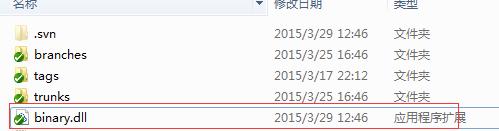 名称 修改日期 类型
.svn 2015/3/29 12:46 文件夹
branches 2015/3/25 16:46 文件夹
tags 2015/3/17 22:12 文件夹
trunks 2015/3/25 16:46 文件夹
binary.dll 2015/3/29 12:46 应用程序扩展